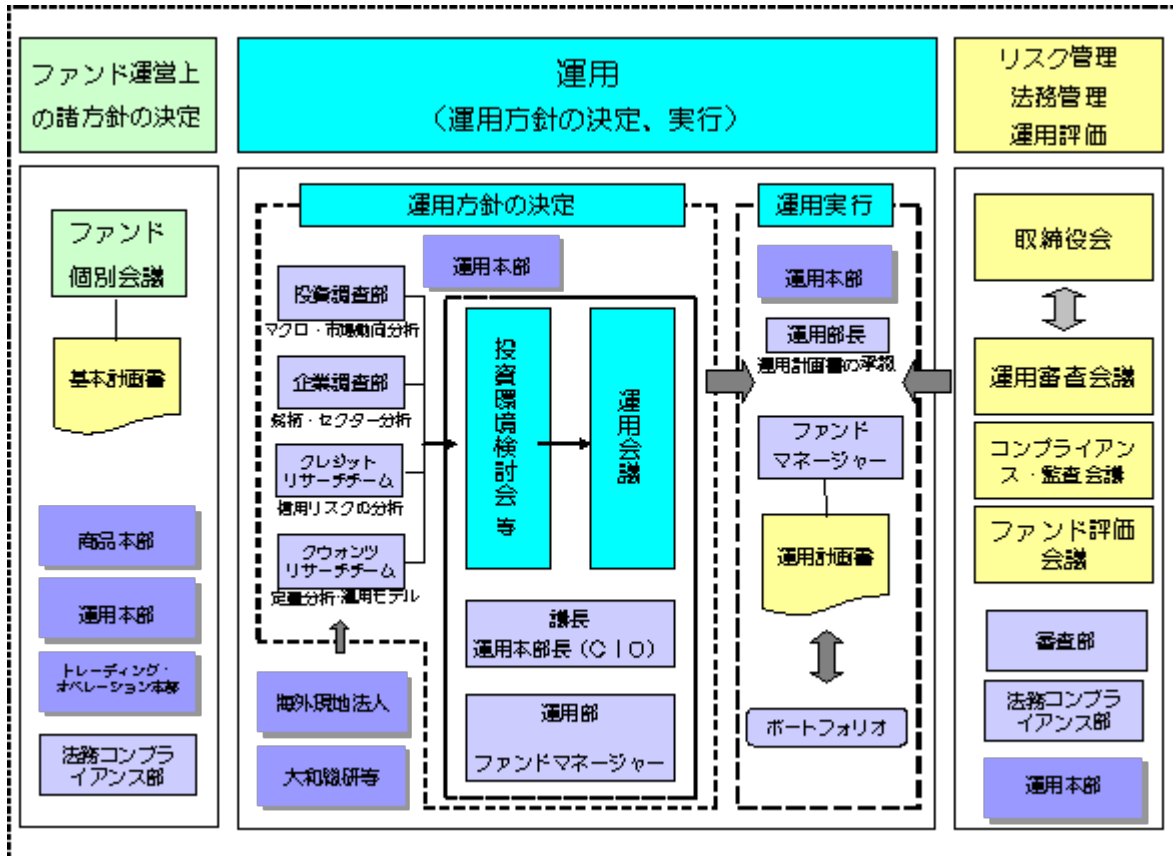 ファンド運営上
の諸方針の決定
運用
（運用方針の決定、実行）
リスク管理
法務管理
運用評価
ファンド
個別会議
基本計画書
商品本部
運用本部
トレーディング・
オペレーション本部
法務コンプラ
イアンス部
運用方針の決定
運用本部
投資調査部
マクロ・市場動向分析
企業調査部
銘柄・セクター分析
クレジット
リサーチチーム
信用リスクの分析
クウォンツ
リサーチチーム
定量分析・運用モデル
海外現地法人
大和総研等
投資環境検討会 等
運用会議
議長
運用本部長（ＣＩＯ）
運用部
ファンドマネージャー
運用実行
運用本部
運用部長
運用計画書の承認
ファンド
マネージャー
運用計画書
ポートフォリオ
取締役会
運用審査会議
コンプライアン
ス・監査会議
ファンド評価
会議
審査部
法務コンプラ
イアンス部
運用本部